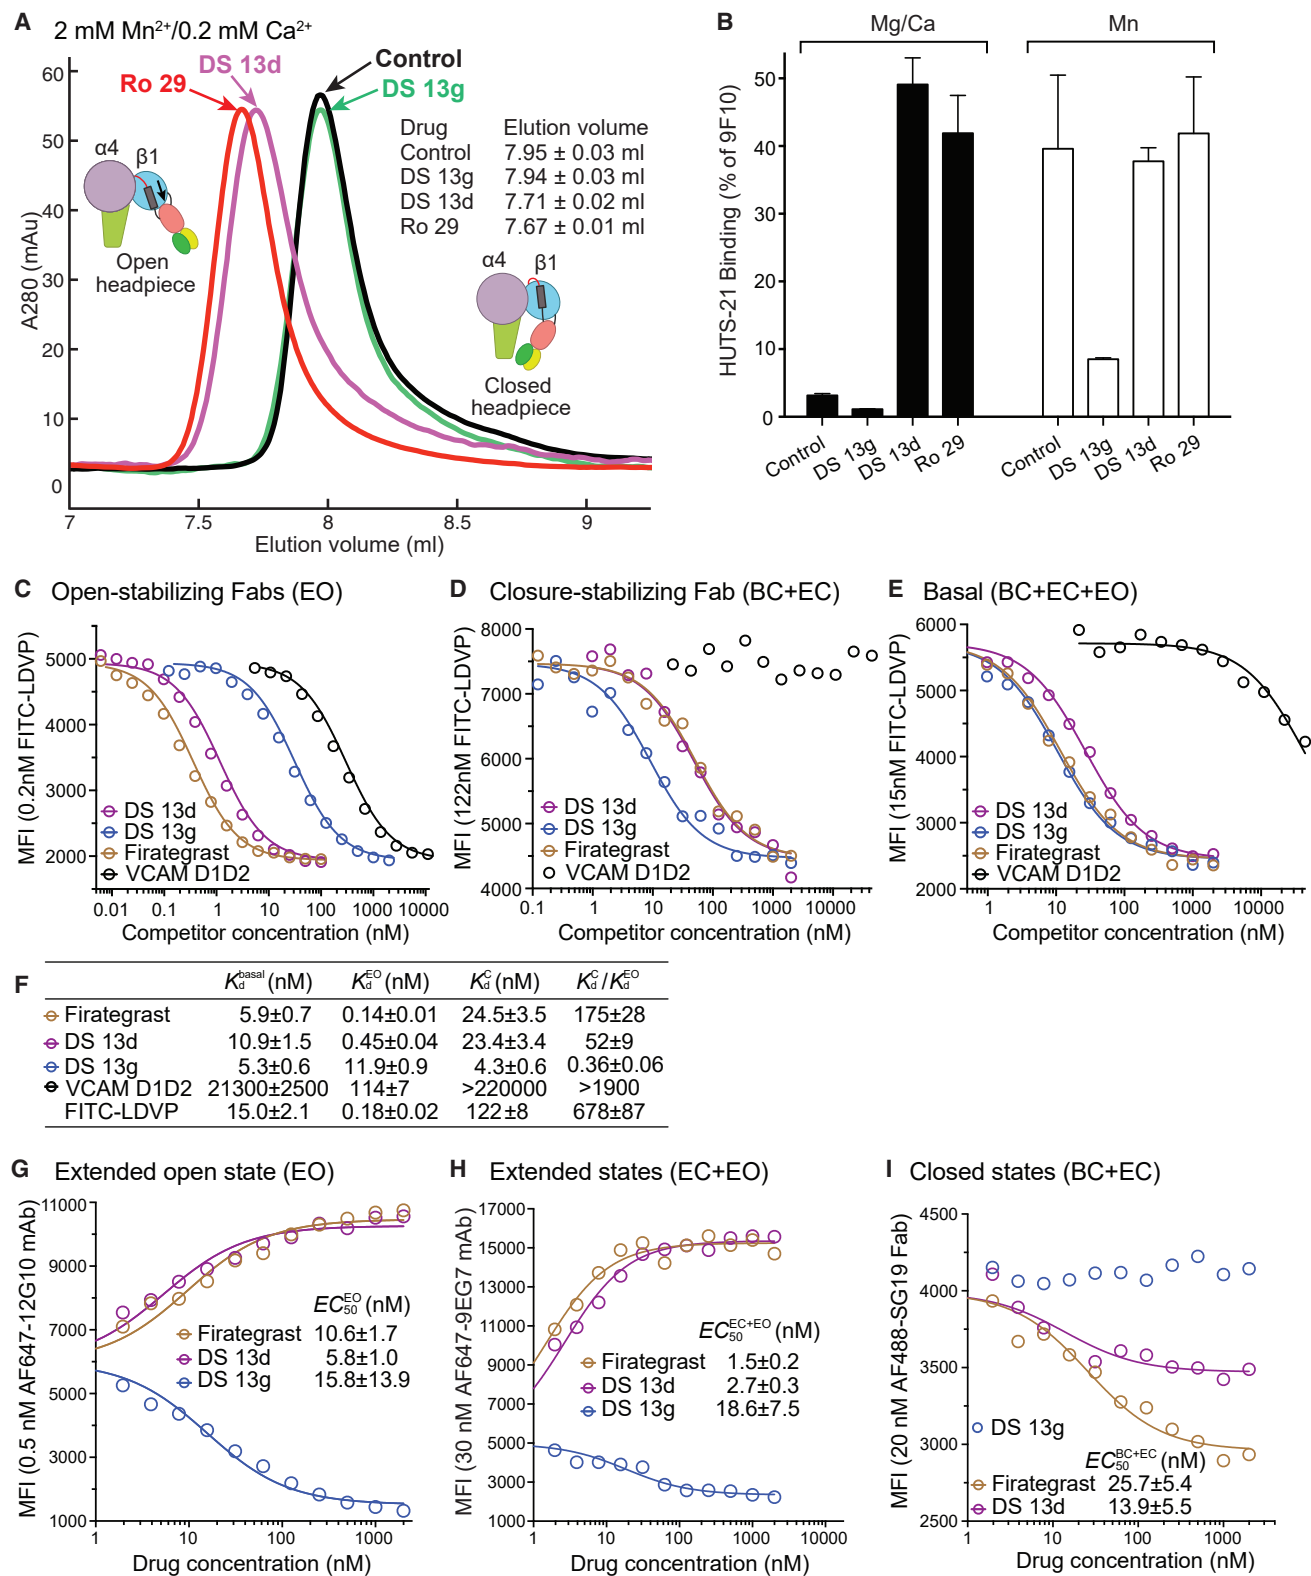 A
2 mM Mn²⁺/0.2 mM Ca²⁺
DS 13d
Ro 29
Control
DS 13g
Drug Elution volume
Control 7.95 ± 0.03 ml
DS 13g 7.94 ± 0.03 ml
DS 13d 7.71 ± 0.02 ml
Ro 29 7.67 ± 0.01 ml
α4 β1
Open headpiece
α4 β1
Closed headpiece
A280 (mAu)
60
50
40
30
20
10
0
7 7.5 8 8.5 9
Elution volume (ml)
B
Mg/Ca Mn
HUTS-21 Binding (% of 9F10)
50
40
30
20
10
0
Control DS 13g DS 13d Ro 29 Control DS 13g DS 13d Ro 29
C Open-stabilizing Fabs (EO)
MFI (0.2nM FITC-LDVP)
5000
4000
3000
2000
DS 13d
DS 13g
Firategrast
VCAM D1D2
0.01 0.1 1 10 100 1000 10000
Competitor concentration (nM)
D Closure-stabilizing Fab (BC+EC)
MFI (122nM FITC-LDVP)
8000
7000
6000
5000
4000
DS 13d
DS 13g
Firategrast
VCAM D1D2
0.1 1 10 100 1000 10000
Competitor concentration (nM)
E Basal (BC+EC+EO)
MFI (15nM FITC-LDVP)
6000
5000
4000
3000
2000
DS 13d
DS 13g
Firategrast
VCAM D1D2
1 10 100 1000 10000
Competitor concentration (nM)
F
K_d^basal (nM) K_d^EO (nM) K_d^C (nM) K_d^C/K_d^EO
Firategrast 5.9±0.7 0.14±0.01 24.5±3.5 175±28
DS 13d 10.9±1.5 0.45±0.04 23.4±3.4 52±9
DS 13g 5.3±0.6 11.9±0.9 4.3±0.6 0.36±0.06
VCAM D1D2 21300±2500 114±7 >220000 >1900
FITC-LDVP 15.0±2.1 0.18±0.02 122±8 678±87
G Extended open state (EO)
MFI (0.5 nM AF647-12G10 mAb)
11000
9000
7000
5000
3000
1000
EC_50^EO (nM)
Firategrast 10.6±1.7
DS 13d 5.8±1.0
DS 13g 15.8±13.9
1 10 100 1000
Drug concentration (nM)
H Extended states (EC+EO)
MFI (30 nM AF647-9EG7 mAb)
17000
15000
13000
11000
9000
7000
5000
3000
1000
EC_50^EC+EO (nM)
Firategrast 1.5±0.2
DS 13d 2.7±0.3
DS 13g 18.6±7.5
1 10 100 1000 10000
Drug concentration (nM)
I Closed states (BC+EC)
MFI (20 nM AF488-SG19 Fab)
4500
4000
3500
3000
2500
DS 13g
EC_50^BC+EC (nM)
Firategrast 25.7±5.4
DS 13d 13.9±5.5
1 10 100 1000
Drug concentration (nM)